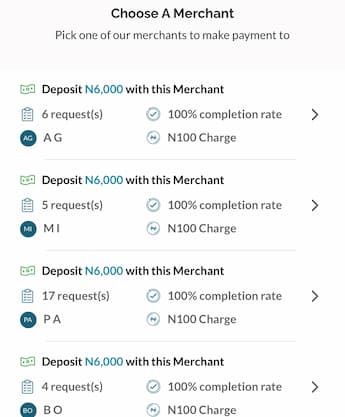 Choose A Merchant
Pick one of our merchants to make payment to
Deposit N6,000 with this Merchant
6 request(s) 100% completion rate
AG A G N100 Charge
Deposit N6,000 with this Merchant
5 request(s) 100% completion rate
MI M I N100 Charge
Deposit N6,000 with this Merchant
17 request(s) 100% completion rate
PA P A N100 Charge
Deposit N6,000 with this Merchant
4 request(s) 100% completion rate
BO B O N100 Charge